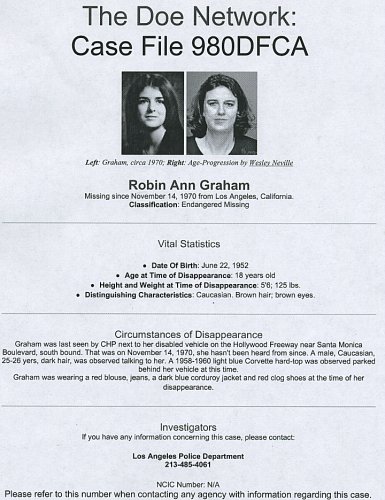 The Doe Network:
Case File 980DFCA
Left: Graham, circa 1970; Right: Age-Progression by Wesley Neville
Robin Ann Graham
Missing since November 14, 1970 from Los Angeles, California.
Classification: Endangered Missing
Vital Statistics
• Date Of Birth: June 22, 1952
• Age at Time of Disappearance: 18 years old
• Height and Weight at Time of Disappearance: 5'6; 125 lbs.
• Distinguishing Characteristics: Caucasian. Brown hair; brown eyes.
Circumstances of Disappearance
Graham was last seen by CHP next to her disabled vehicle on the Hollywood Freeway near Santa Monica
Boulevard, south bound. That was on November 14, 1970, she hasn't been heard from since. A male, Caucasian,
25-26 yers, dark hair, was observed talking to her. A 1958-1960 light blue Corvette hard-top was observed parked
behind her vehicle at this time.
Graham was wearing a red blouse, jeans, a dark blue corduroy jacket and red clog shoes at the time of her
disappearance.
Investigators
If you have any information concerning this case, please contact:
Los Angeles Police Department
213-485-4061
NCIC Number: N/A
Please refer to this number when contacting any agency with information regarding this case.